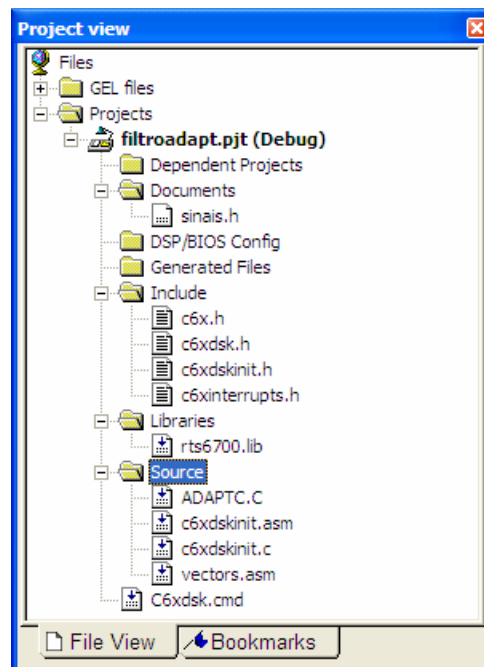 Project view
Files
GEL files
Projects
filtroadapt.pjt (Debug)
Dependent Projects
Documents
sinais.h
DSP/BIOS Config
Generated Files
Include
c6x.h
c6xdsk.h
c6xdskinit.h
c6xinterrupts.h
Libraries
rts6700.lib
Source
ADAPTC.C
c6xdskinit.asm
c6xdskinit.c
vectors.asm
C6xdsk.cmd
File View Bookmarks